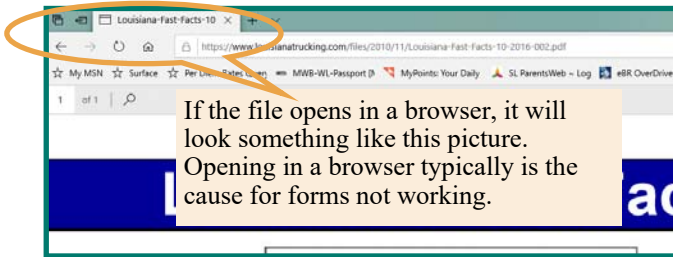 Louisiana-Fast-Facts-10
https://www.louisianatrucking.com/files/2010/11/Louisiana-Fast-Facts-10-2016-002.pdf
My MSN Surface Per MWB-WL-Passport MyPoints: Your Daily SL ParentsWeb ~ Log eBR OverDrive
1 of 1
If the file opens in a browser, it will
look something like this picture.
Opening in a browser typically is the
cause for forms not working.